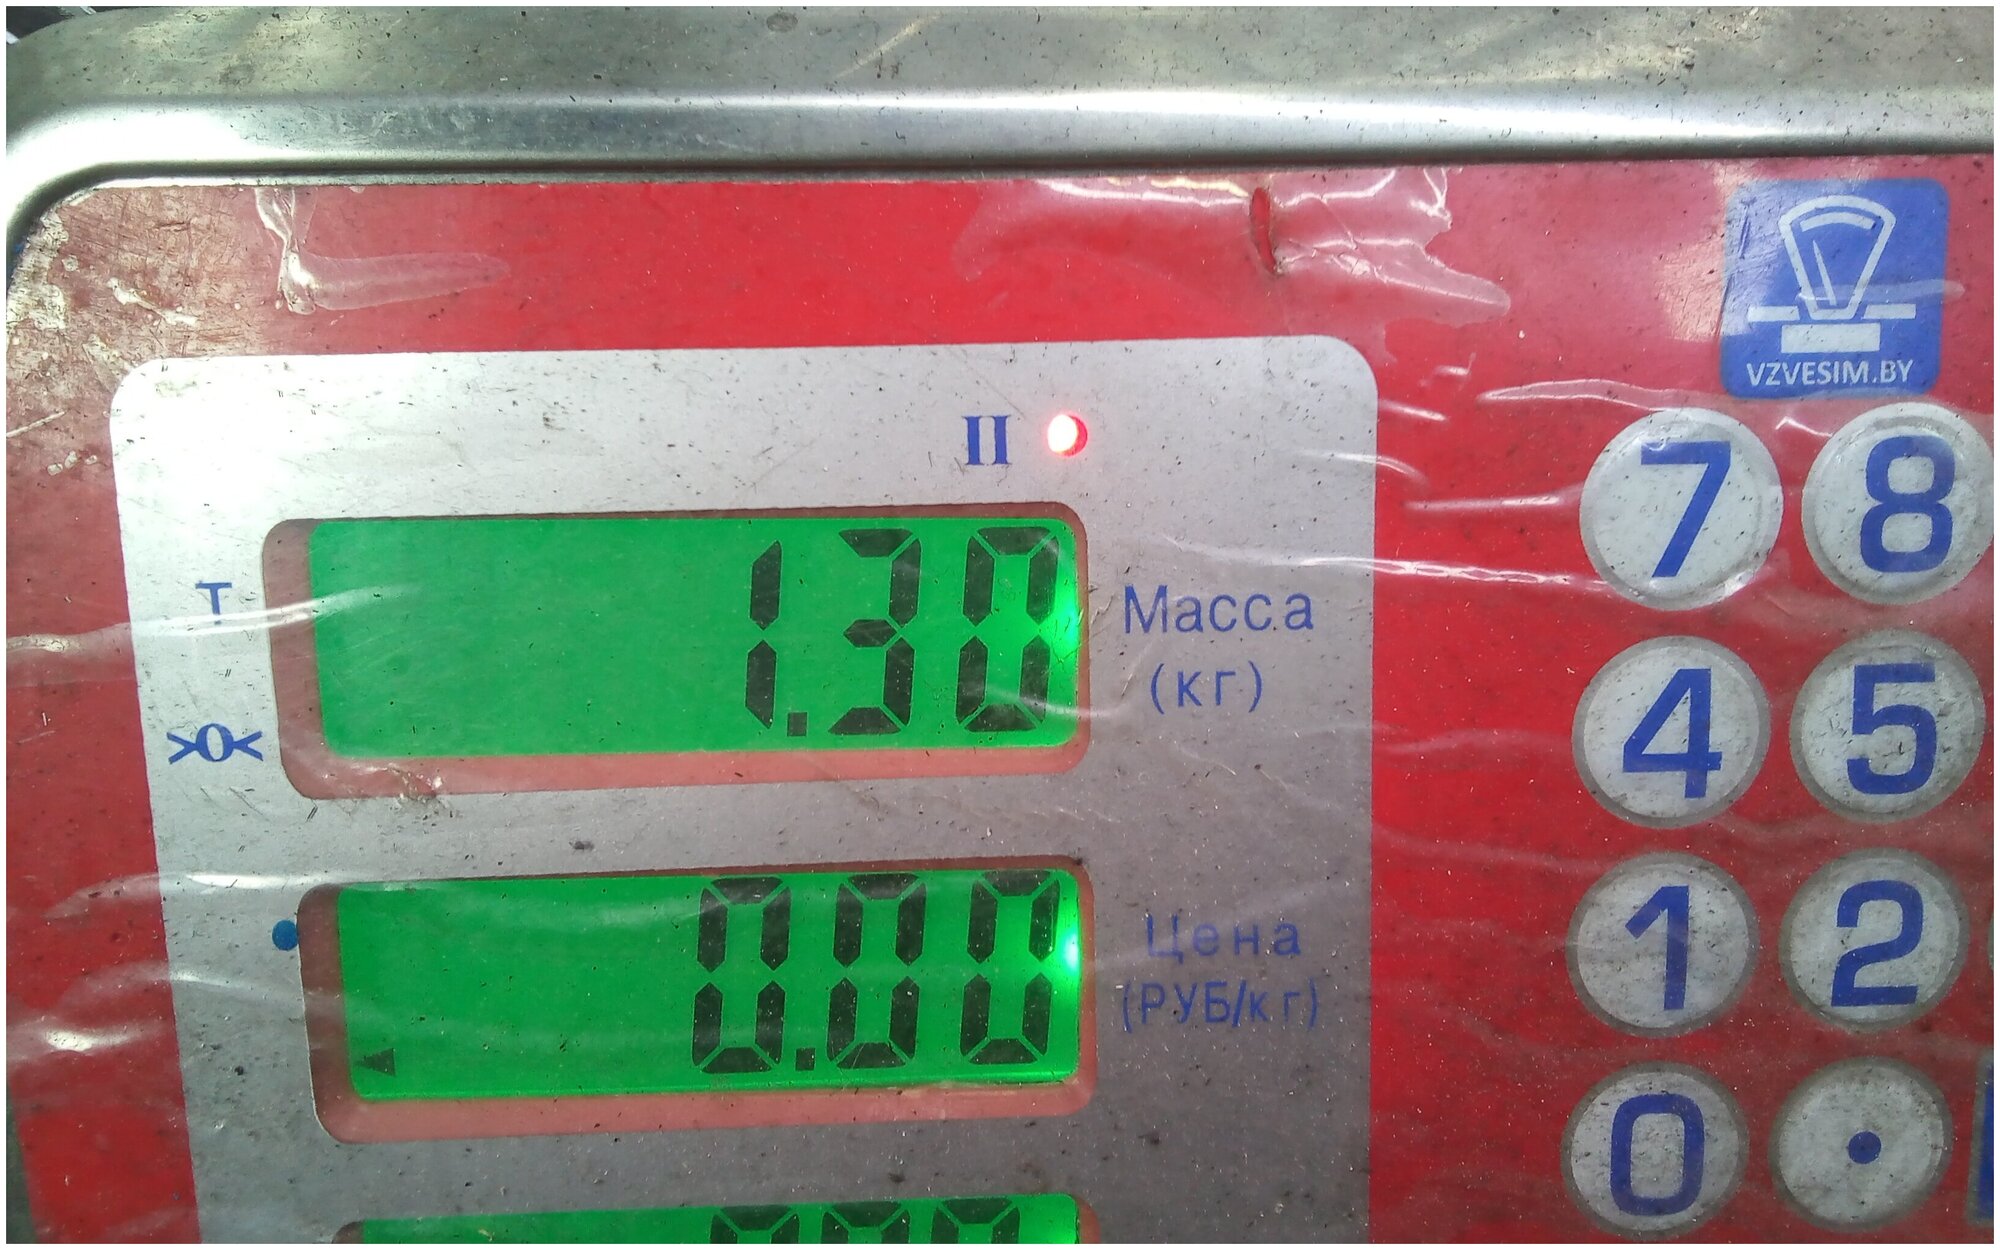 VZVESIM.BY
II
1.30
Т
Масса
(кг)
>0<
0.00
Цена
(РУБ/кг)
7 8
4 5
1 2
0 .